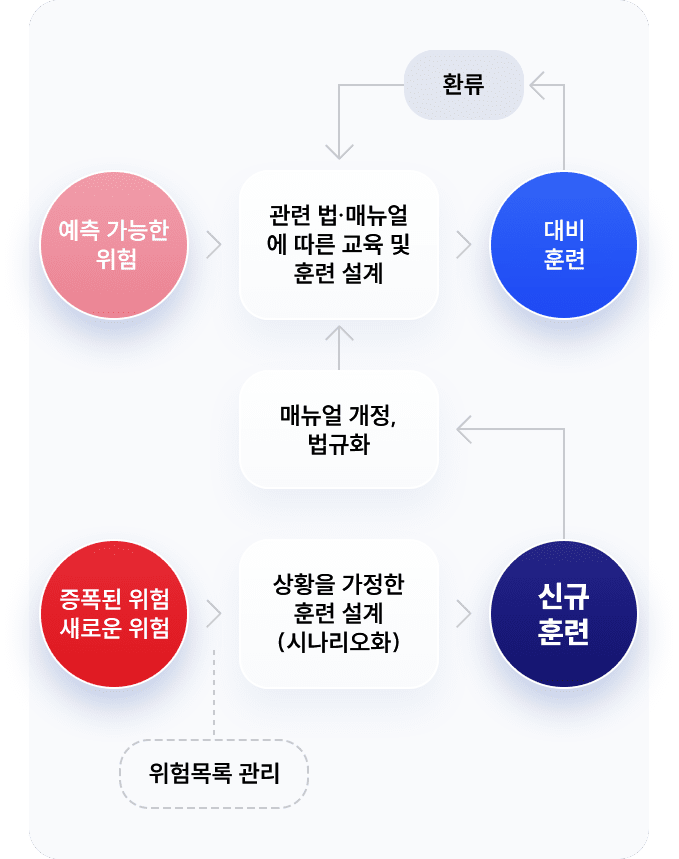 환류
예측 가능한
위험
관련 법·매뉴얼
에 따른 교육 및
훈련 설계
대비
훈련
매뉴얼 개정,
법규화
증폭된 위험
새로운 위험
상황을 가정한
훈련 설계
(시나리오화)
신규
훈련
위험목록 관리